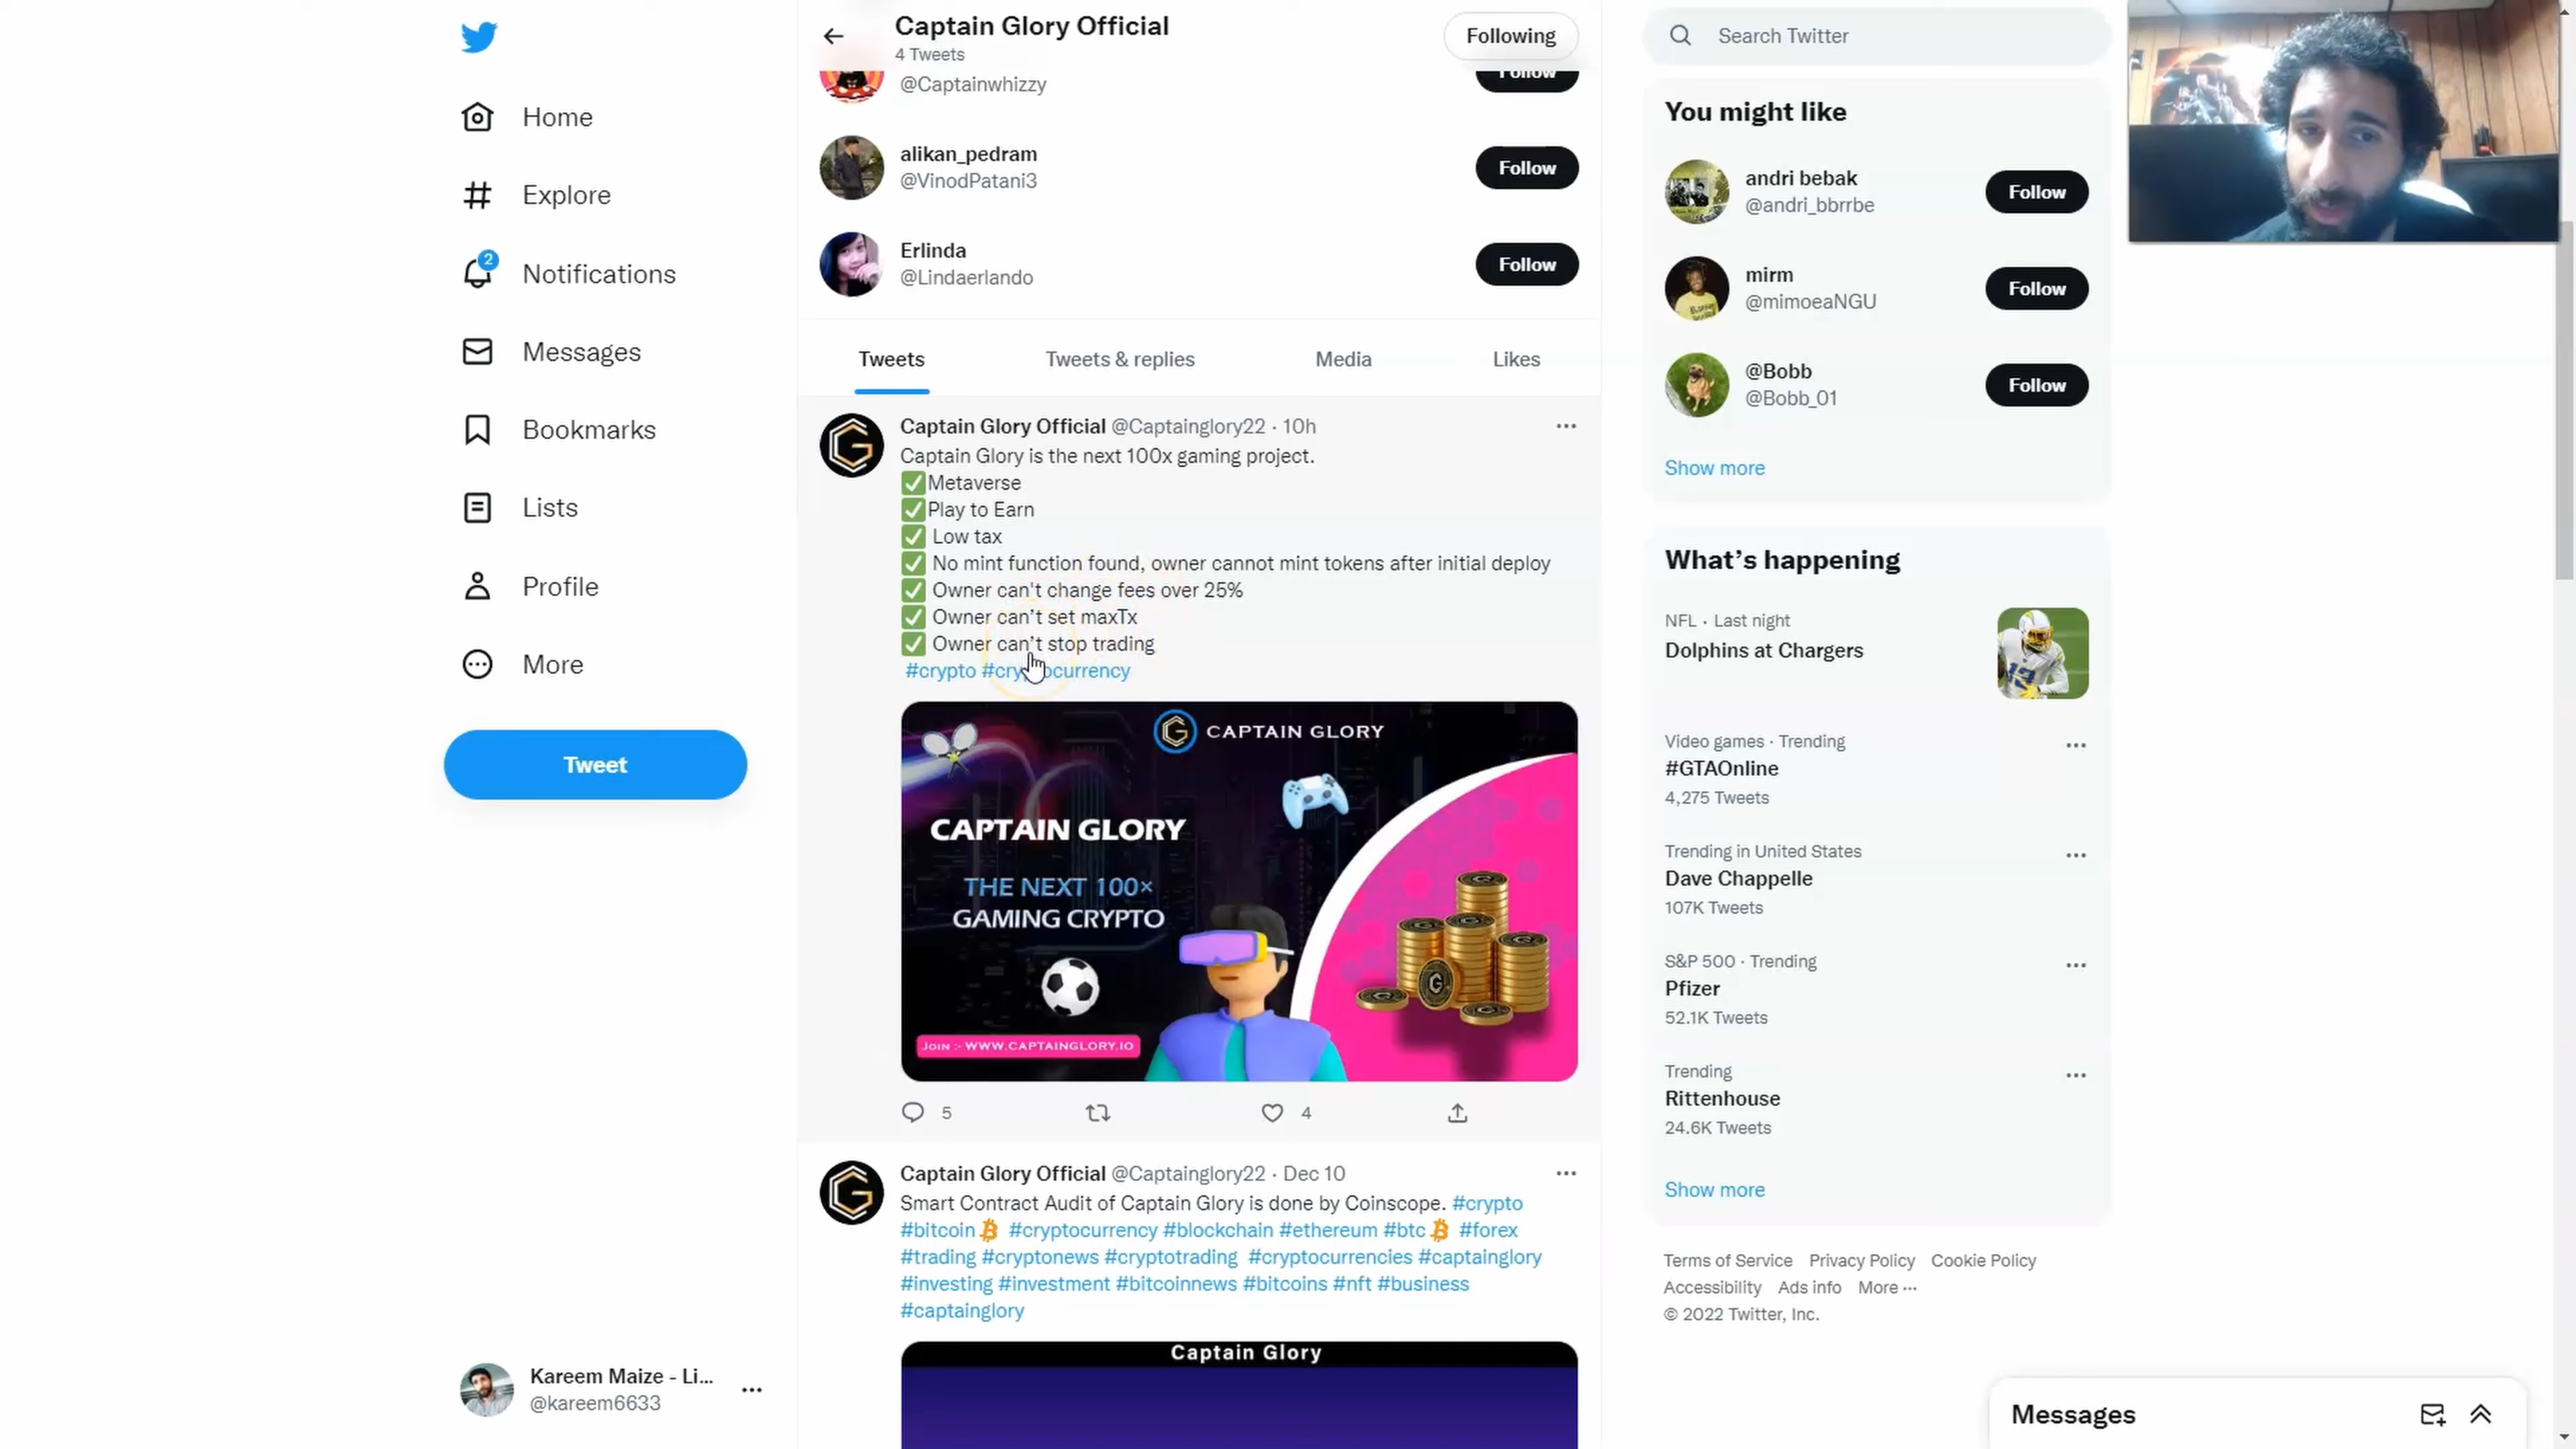 Home
Explore
2
Notifications
Messages
Bookmarks
Lists
Profile
More
Tweet
Kareem Maize - Li...
@kareem6633
Captain Glory Official
4 Tweets
Following
@Captainwhizzy
Follow
alikan_pedram
@VinodPatani3
Follow
Erlinda
@Lindaerlando
Follow
Tweets
Tweets & replies
Media
Likes
Captain Glory Official @Captainglory22 · 10h
Captain Glory is the next 100x gaming project.
✅Metaverse
✅Play to Earn
✅ Low tax
✅ No mint function found, owner cannot mint tokens after initial deploy
✅ Owner can't change fees over 25%
✅ Owner can't set maxTx
✅ Owner can't stop trading
#crypto #cryptocurrency
CAPTAIN GLORY
CAPTAIN GLORY
THE NEXT 100×
GAMING CRYPTO
JOIN :- WWW.CAPTAINGLORY.IO
5
4
Captain Glory Official @Captainglory22 · Dec 10
Smart Contract Audit of Captain Glory is done by Coinscope. #crypto
#bitcoin #cryptocurrency #blockchain #ethereum #btc #forex
#trading #cryptonews #cryptotrading #cryptocurrencies #captainglory
#investing #investment #bitcoinnews #bitcoins #nft #business
#captainglory
Captain Glory
Search Twitter
You might like
andri bebak
@andri_bbrrbe
Follow
mirm
@mimoeaNGU
Follow
@Bobb
@Bobb_01
Follow
Show more
What's happening
NFL · Last night
Dolphins at Chargers
Video games · Trending
#GTAOnline
4,275 Tweets
Trending in United States
Dave Chappelle
107K Tweets
S&P 500 · Trending
Pfizer
52.1K Tweets
Trending
Rittenhouse
24.6K Tweets
Show more
Terms of Service Privacy Policy Cookie Policy
Accessibility Ads info More ···
© 2022 Twitter, Inc.
Messages